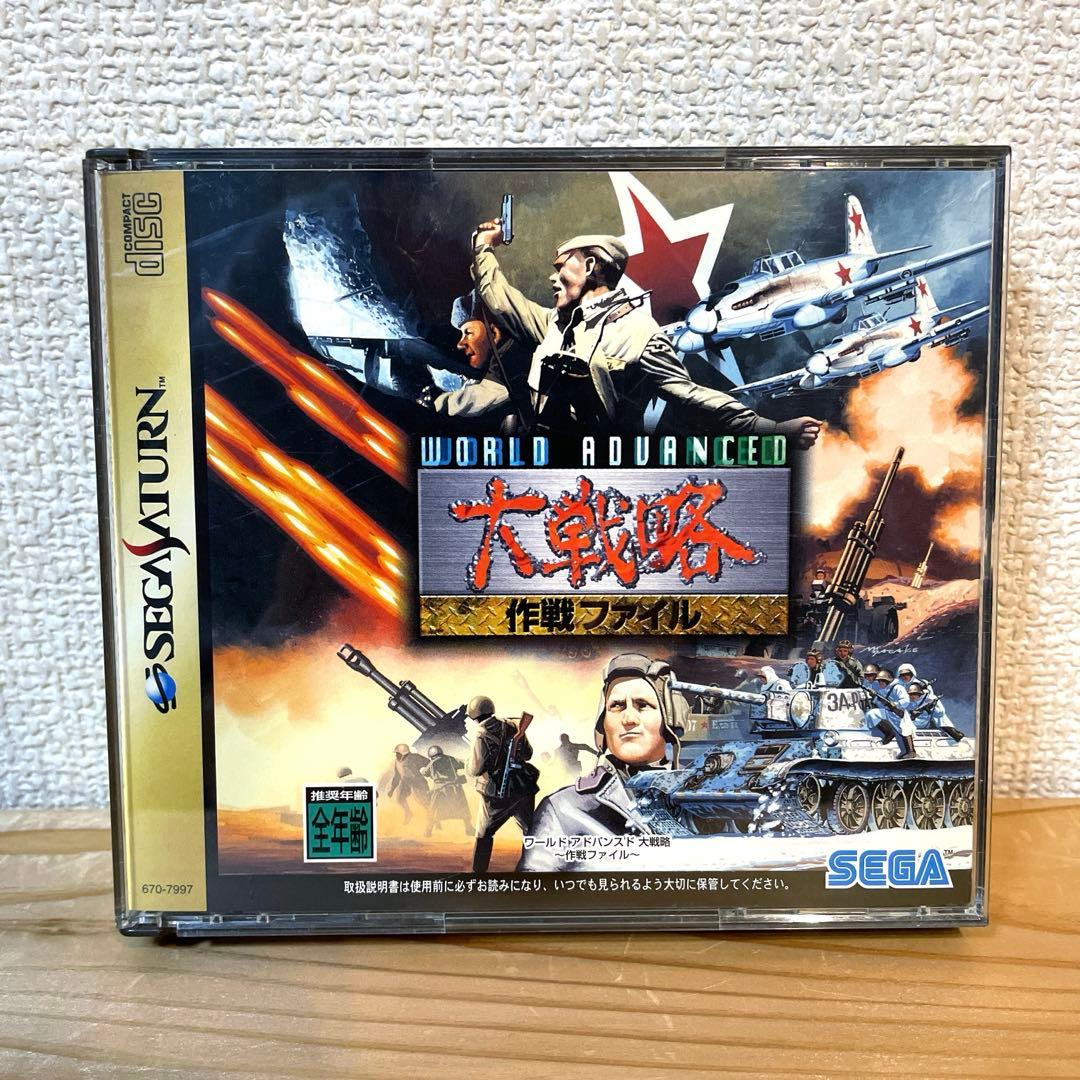 COMPACT
disc
SEGA SATURN™
670-7997
WORLD ADVANCED
大戦略
作戦ファイル
推奨年齢
全年齢
ワールド アドバンスド 大戦略
～作戦ファイル～
取扱説明書は使用前に必ずお読みになり、いつでも見られるよう大切に保管してください。
SEGA™